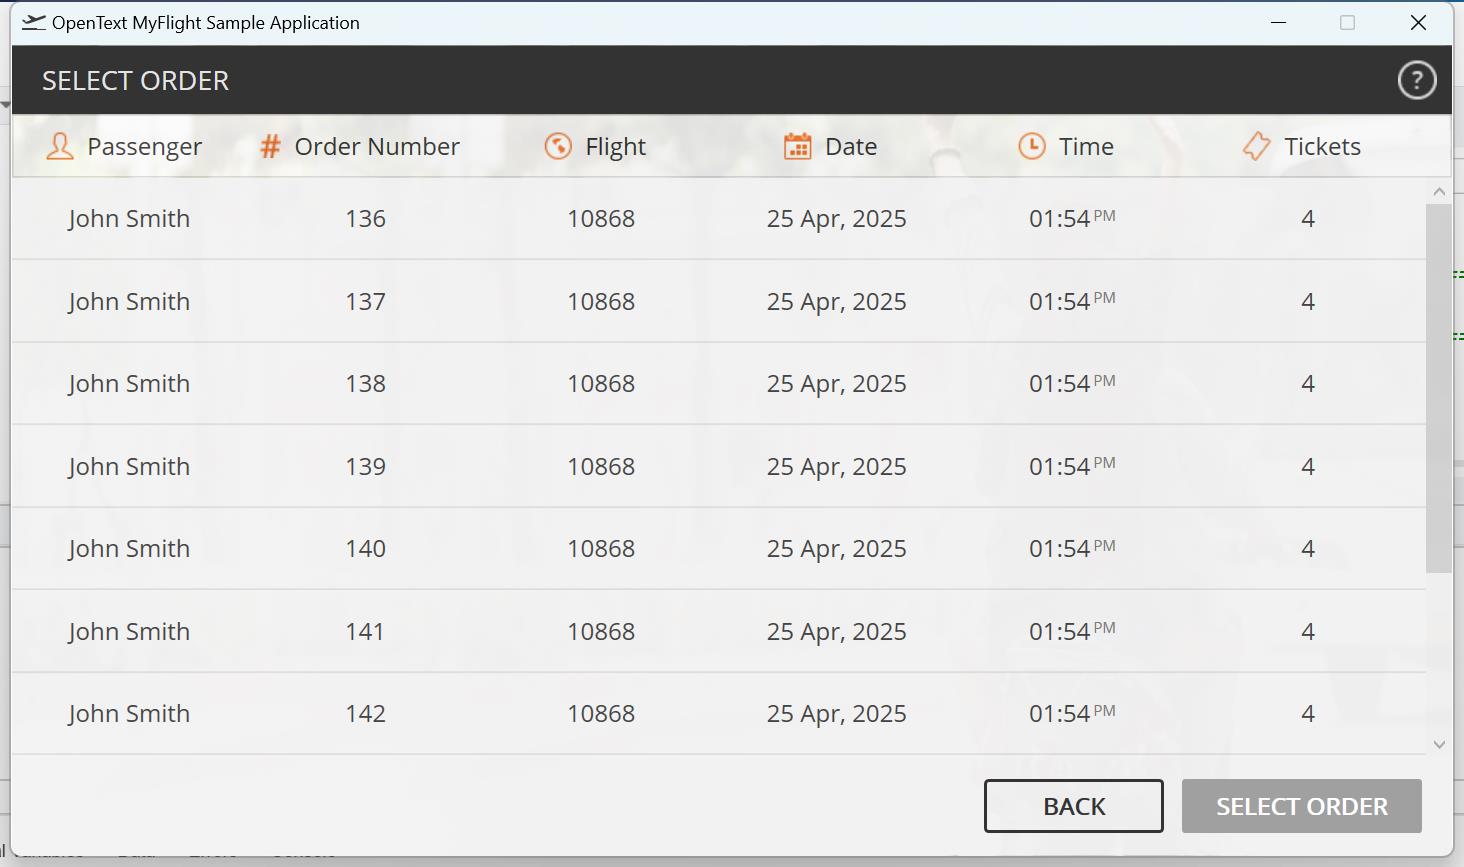 OpenText MyFlight Sample Application
SELECT ORDER ?
Passenger # Order Number Flight Date Time Tickets
John Smith 136 10868 25 Apr, 2025 01:54 PM 4
John Smith 137 10868 25 Apr, 2025 01:54 PM 4
John Smith 138 10868 25 Apr, 2025 01:54 PM 4
John Smith 139 10868 25 Apr, 2025 01:54 PM 4
John Smith 140 10868 25 Apr, 2025 01:54 PM 4
John Smith 141 10868 25 Apr, 2025 01:54 PM 4
John Smith 142 10868 25 Apr, 2025 01:54 PM 4
BACK SELECT ORDER